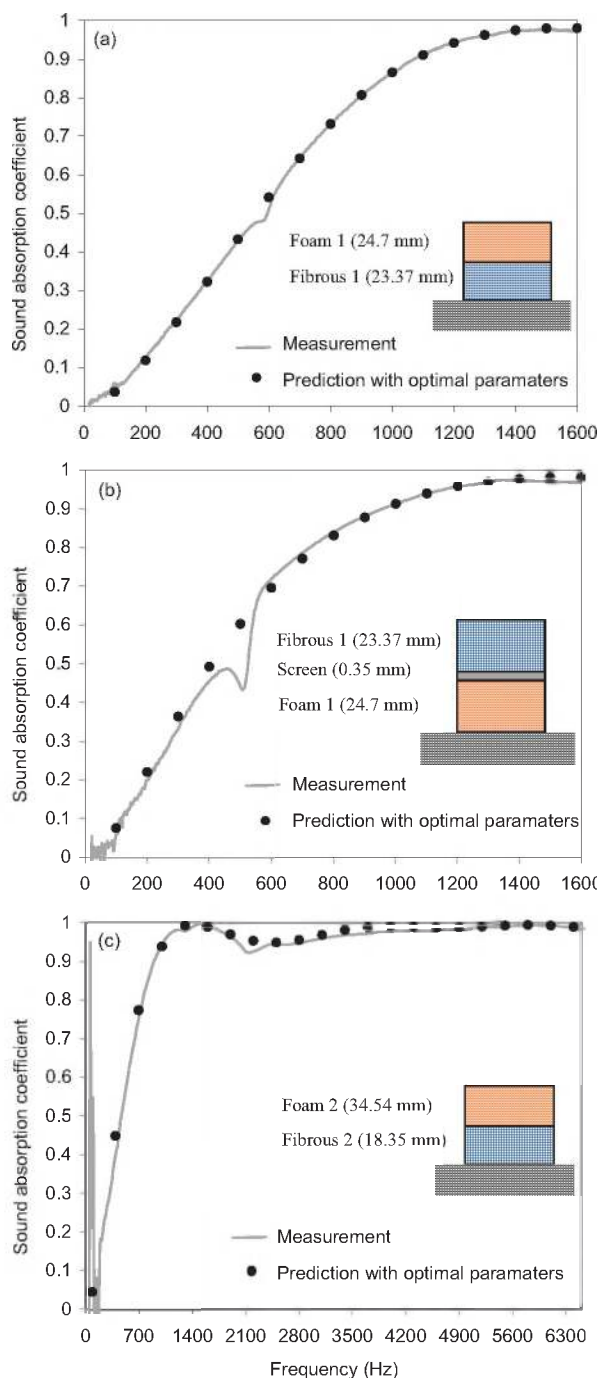 (a)
Sound absorption coefficient
1
0.9
0.8
0.7
0.6
0.5
0.4
0.3
0.2
0.1
0
Foam 1 (24.7 mm)
Fibrous 1 (23.37 mm)
Measurement
Prediction with optimal paramaters
0 200 400 600 800 1000 1200 1400 1600
(b)
Sound absorption coefficient
1
0.9
0.8
0.7
0.6
0.5
0.4
0.3
0.2
0.1
0
Fibrous 1 (23.37 mm)
Screen (0.35 mm)
Foam 1 (24.7 mm)
Measurement
Prediction with optimal paramaters
0 200 400 600 800 1000 1200 1400 1600
(c)
Sound absorption coefficient
1
0.9
0.8
0.7
0.6
0.5
0.4
0.3
0.2
0.1
0
Foam 2 (34.54 mm)
Fibrous 2 (18.35 mm)
Measurement
Prediction with optimal paramaters
0 700 1400 2100 2800 3500 4200 4900 5600 6300
Frequency (Hz)